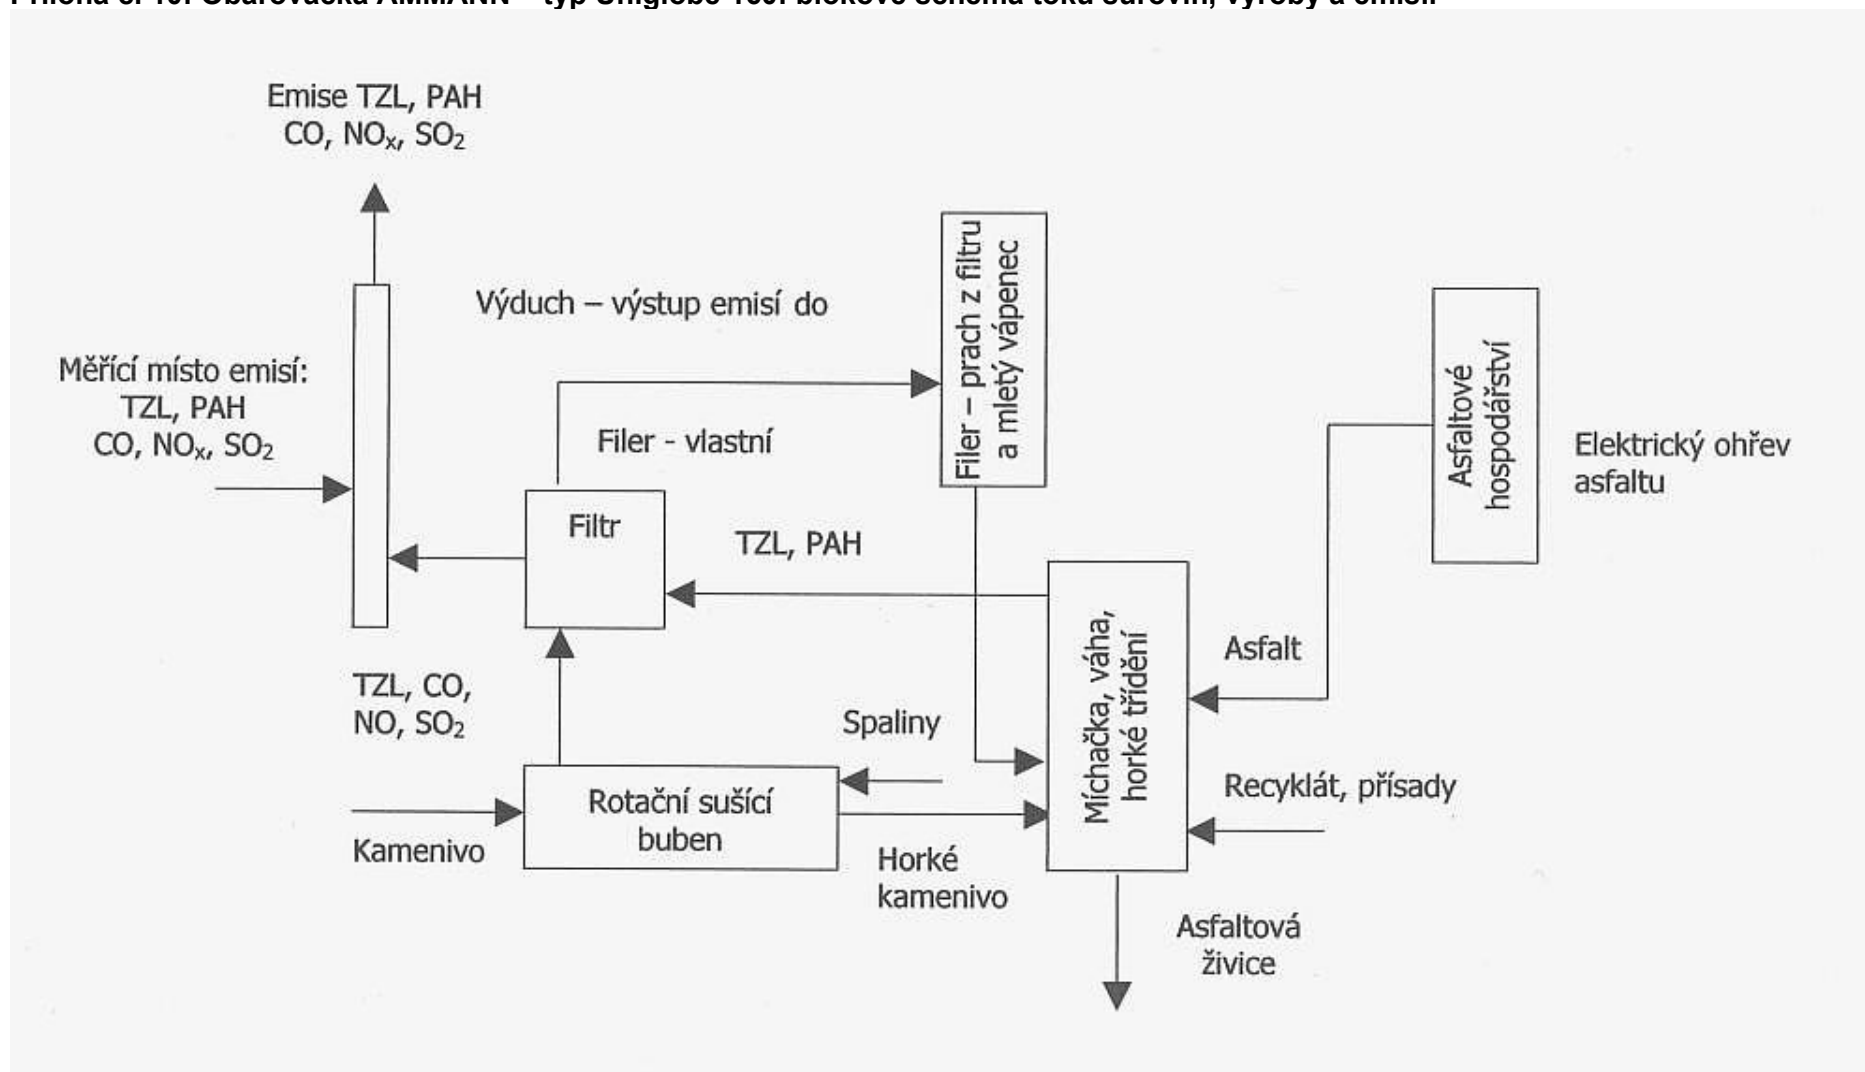 Emise TZL, PAH
CO, NOₓ, SO₂
Výduch – výstup emisí do
Filer – prach z filtru
a mletý vápenec
Měřící místo emisí:
TZL, PAH
CO, NOₓ, SO₂
Filer - vlastní
Asfaltové
hospodářství
Elektrický ohřev
asfaltu
Filtr
TZL, PAH
Míchačka, váha,
horké třídění
Asfalt
TZL, CO,
NO, SO₂
Spaliny
Recyklát, přísady
Rotační sušící
buben
Kamenivo
Horké
kamenivo
Asfaltová
živice